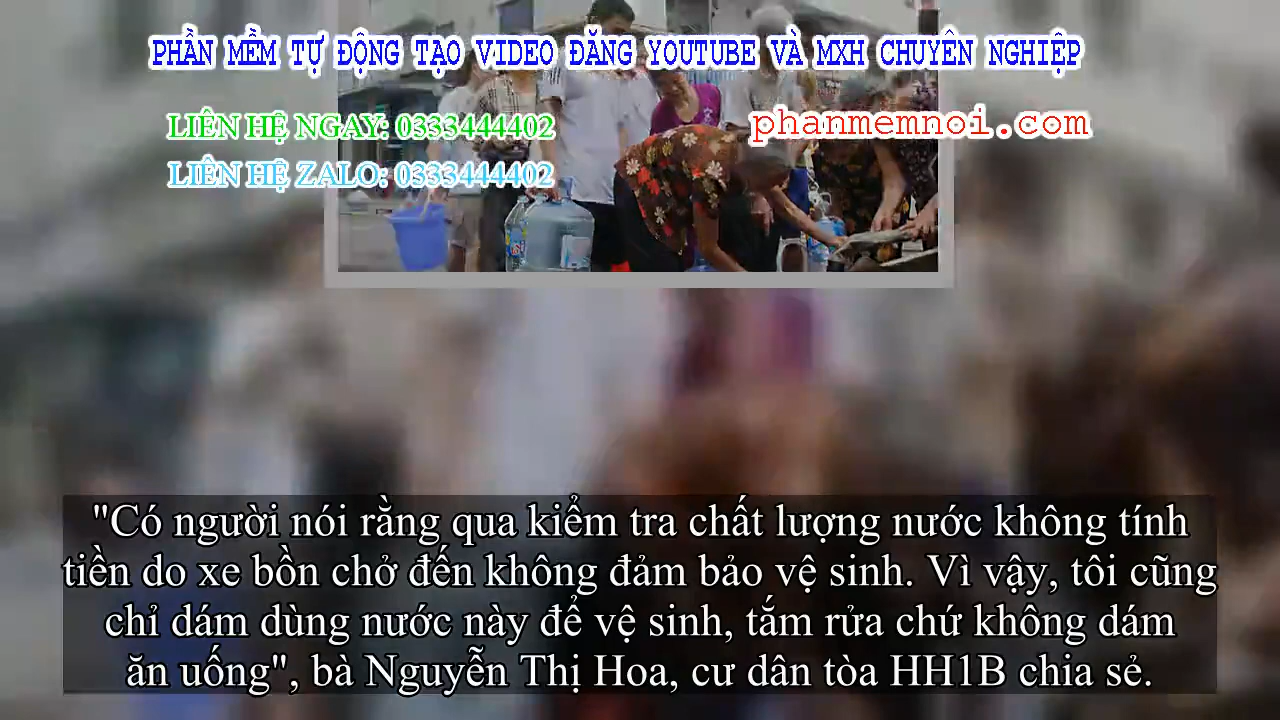 PHẦN MỀM TỰ ĐỘNG TẠO VIDEO ĐĂNG YOUTUBE VÀ MXH CHUYÊN NGHIỆP
LIÊN HỆ NGAY: 0333444402
phanmemnoi.com
LIÊN HỆ ZALO: 0333444402
"Có người nói rằng qua kiểm tra chất lượng nước không tính
tiền do xe bồn chở đến không đảm bảo vệ sinh. Vì vậy, tôi cũng
chỉ dám dùng nước này để vệ sinh, tắm rửa chứ không dám
ăn uống", bà Nguyễn Thị Hoa, cư dân tòa HH1B chia sẻ.